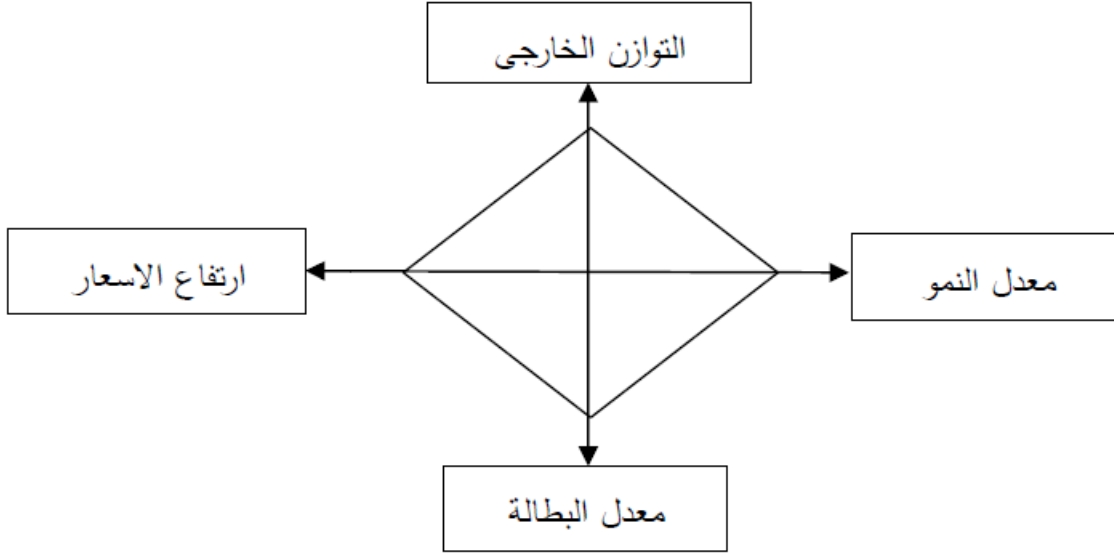 التوازن الخارجى
ارتفاع الاسعار
معدل النمو
معدل البطالة